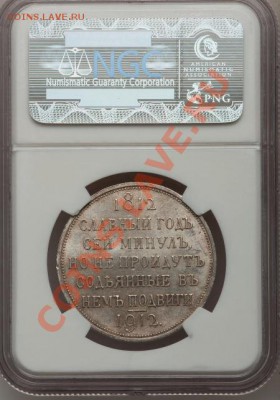 COINS.LAVE.RU
NGC
Numismatic Guaranty Corporation
AMERICAN
NUMISMATIC
ASSOCIATION
PNG
1812
СЛАВНЫЙ ГОДЪ
СЕЙ МИНУЛЪ,
НО НЕ ПРОЙДУТЪ
СОДѢЯННЫЕ ВЪ
НЕМЪ ПОДВИГИ
1912.
COINS.LAVE.RU